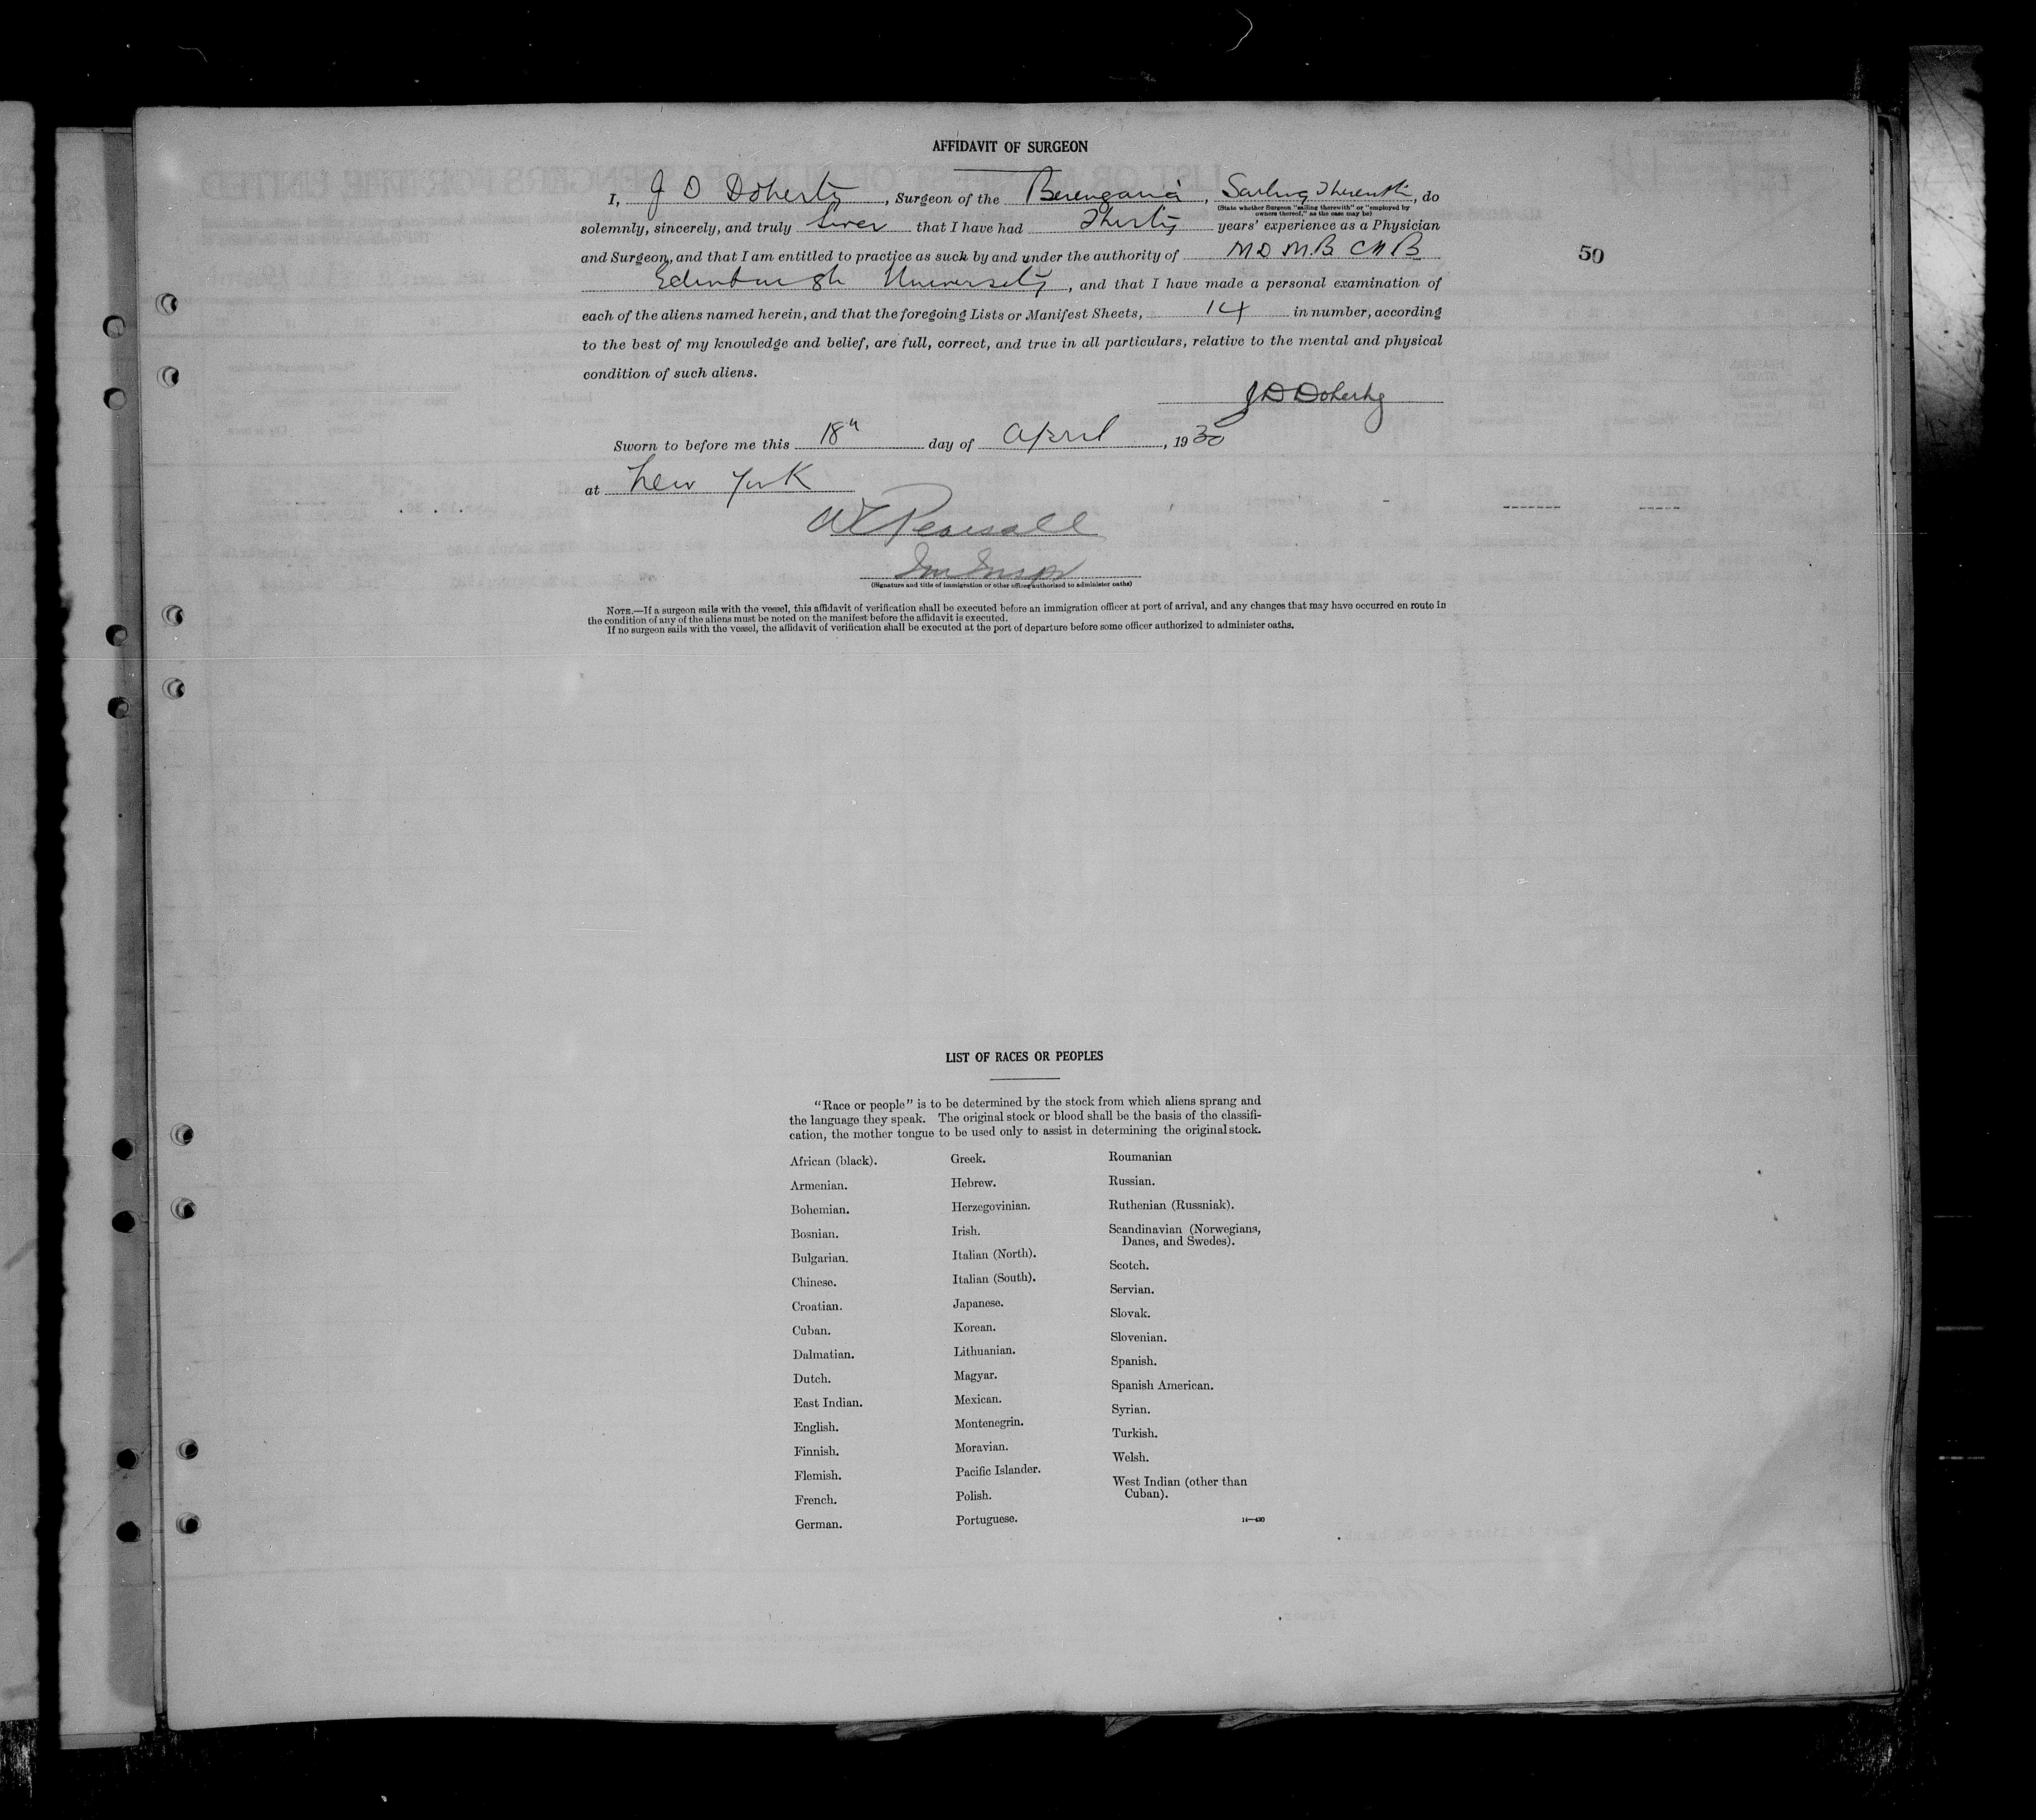 AFFIDAVIT OF SURGEON
I, J D Doherty, Surgeon of the Berengaria, Sailing Therewith, do
(State whether Surgeon "sailing therewith" or "employed by
owners thereof," as the case may be)
solemnly, sincerely, and truly swear that I have had Thirty years' experience as a Physician
and Surgeon, and that I am entitled to practice as such by and under the authority of M D M.B C M B
Edinburgh University, and that I have made a personal examination of
each of the aliens named herein, and that the foregoing Lists or Manifest Sheets, 14 in number, according
to the best of my knowledge and belief, are full, correct, and true in all particulars, relative to the mental and physical
condition of such aliens.
50
J D Doherty
Sworn to before me this 18th day of April, 1930
at New York
Pearsall
Imm Inspr
(Signature and title of immigration or other officer authorized to administer oaths)
NOTE.—If a surgeon sails with the vessel, this affidavit of verification shall be executed before an immigration officer at port of arrival, and any changes that may have occurred en route in
the condition of any of the aliens must be noted on the manifest before the affidavit is executed.
If no surgeon sails with the vessel, the affidavit of verification shall be executed at the port of departure before some officer authorized to administer oaths.
LIST OF RACES OR PEOPLES
"Race or people" is to be determined by the stock from which aliens sprang and
the language they speak. The original stock or blood shall be the basis of the classifi-
cation, the mother tongue to be used only to assist in determining the original stock.
African (black).
Armenian.
Bohemian.
Bosnian.
Bulgarian.
Chinese.
Croatian.
Cuban.
Dalmatian.
Dutch.
East Indian.
English.
Finnish.
Flemish.
French.
German.
Greek.
Hebrew.
Herzegovinian.
Irish.
Italian (North).
Italian (South).
Japanese.
Korean.
Lithuanian.
Magyar.
Mexican.
Montenegrin.
Moravian.
Pacific Islander.
Polish.
Portuguese.
Roumanian
Russian.
Ruthenian (Russniak).
Scandinavian (Norwegians,
Danes, and Swedes).
Scotch.
Servian.
Slovak.
Slovenian.
Spanish.
Spanish American.
Syrian.
Turkish.
Welsh.
West Indian (other than
Cuban).
14—430